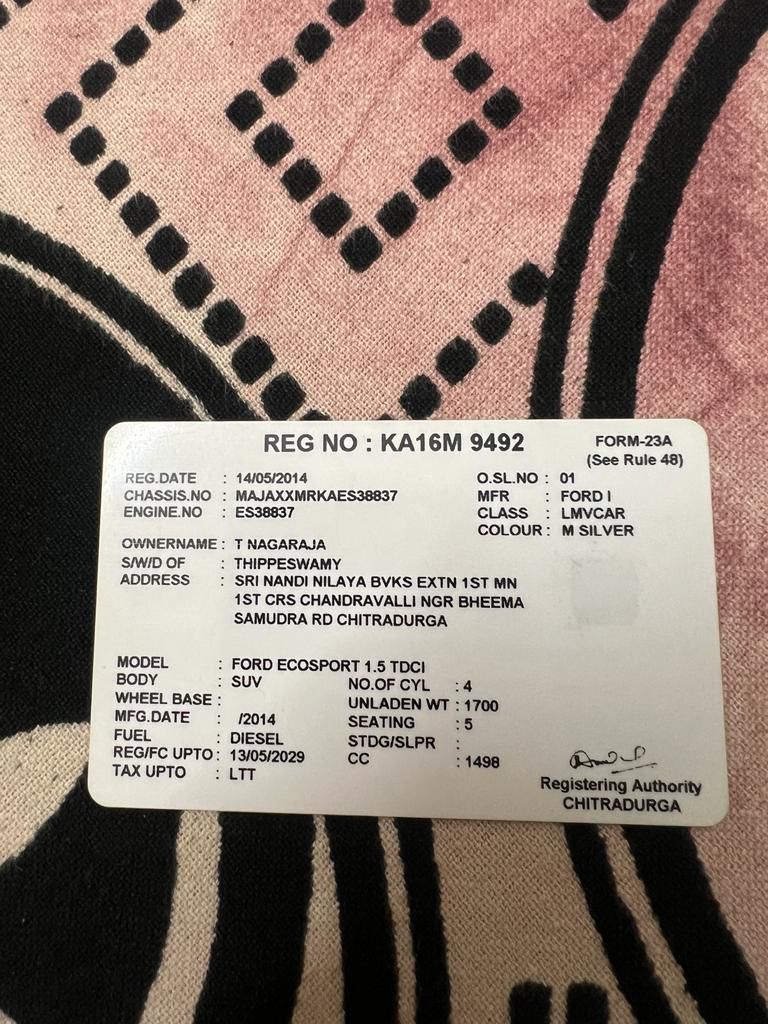 REG NO : KA16M 9492
FORM-23A
(See Rule 48)
REG.DATE : 14/05/2014
O.SL.NO : 01
CHASSIS.NO : MAJAXXMRKAES38837
MFR : FORD I
ENGINE.NO : ES38837
CLASS : LMVCAR
COLOUR : M SILVER
OWNERNAME : T NAGARAJA
S/W/D OF : THIPPESWAMY
ADDRESS : SRI NANDI NILAYA BVKS EXTN 1ST MN
1ST CRS CHANDRAVALLI NGR BHEEMA
SAMUDRA RD CHITRADURGA
MODEL : FORD ECOSPORT 1.5 TDCI
BODY : SUV
NO.OF CYL : 4
WHEEL BASE :
UNLADEN WT : 1700
MFG.DATE : /2014
SEATING : 5
FUEL : DIESEL
STDG/SLPR :
REG/FC UPTO : 13/05/2029
CC : 1498
TAX UPTO : LTT
Registering Authority
CHITRADURGA